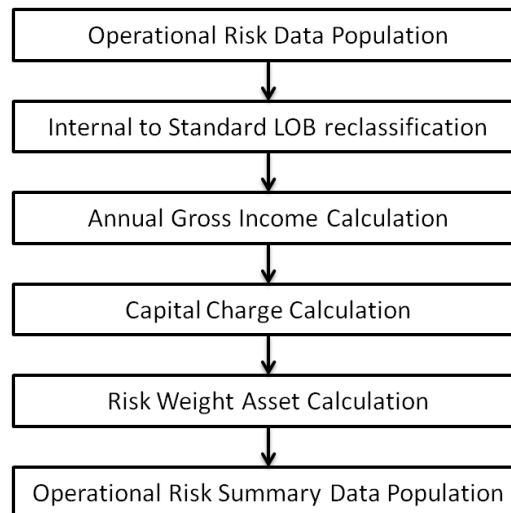 Operational Risk Data Population
Internal to Standard LOB reclassification
Annual Gross Income Calculation
Capital Charge Calculation
Risk Weight Asset Calculation
Operational Risk Summary Data Population